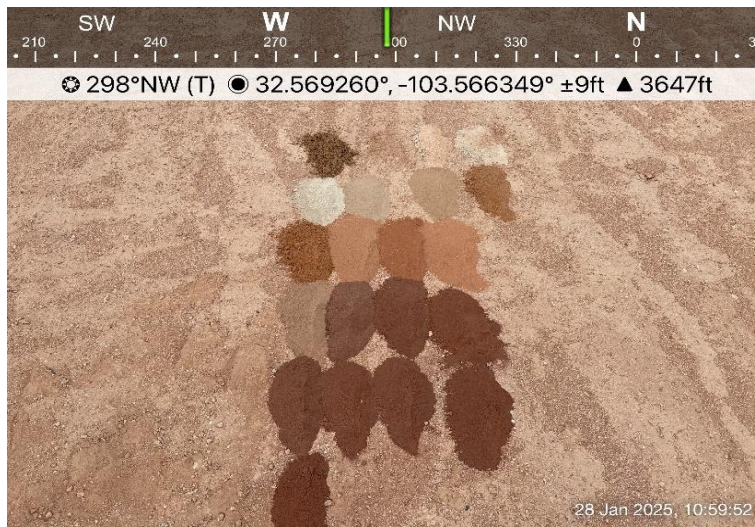 SW W NW N
210 240 270 00 330 0 3
298°NW (T) 32.569260°, -103.566349° ±9ft ▲ 3647ft
28 Jan 2025, 10:59:52